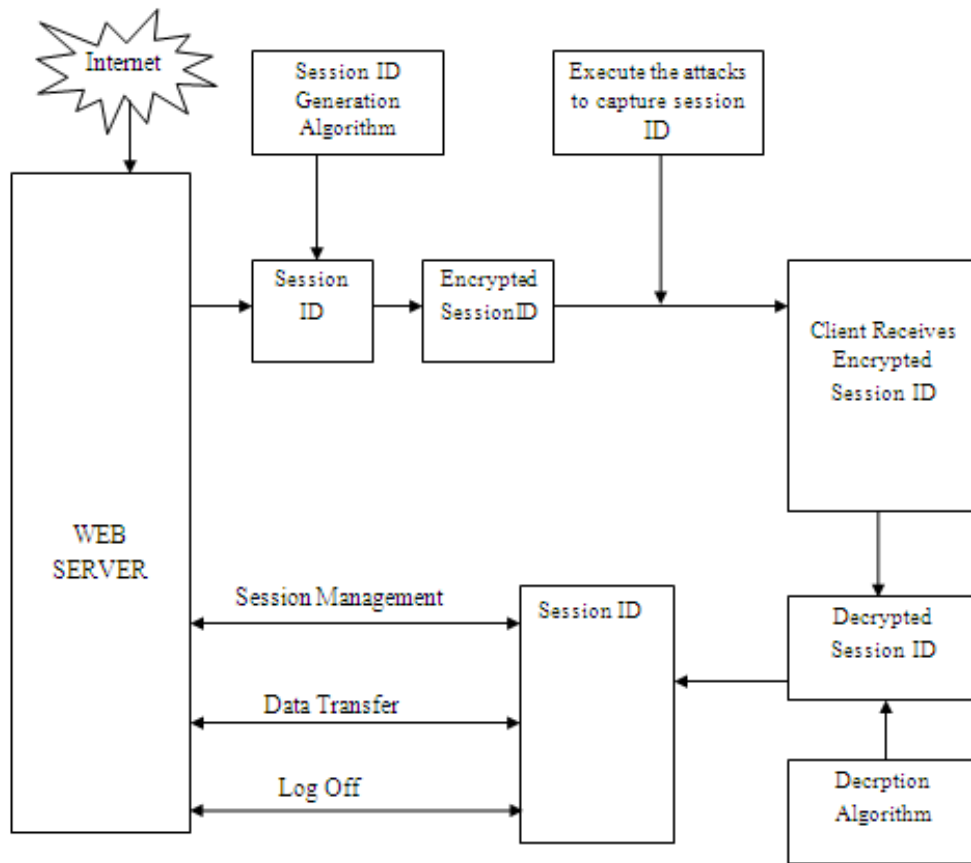 Internet
Session ID
Generation
Algorithm
Execute the attacks
to capture session
ID
Session
ID
Encrypted
SessionID
Client Receives
Encrypted
Session ID
WEB
SERVER
Session Management
Data Transfer
Log Off
Session ID
Decrypted
Session ID
Decrption
Algorithm